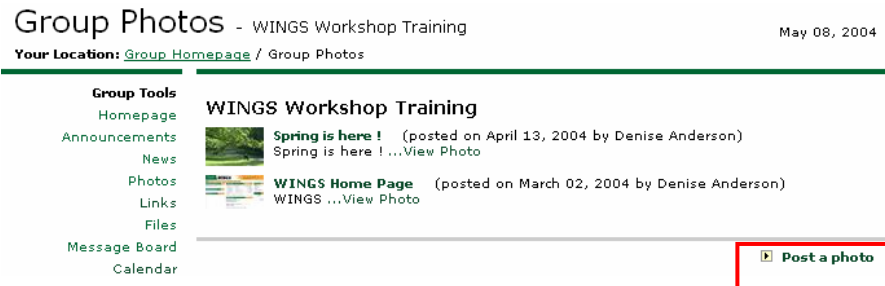 Group Photos - WINGS Workshop Training
May 08, 2004
Your Location: Group Homepage / Group Photos
Group Tools
Homepage
Announcements
News
Photos
Links
Files
Message Board
Calendar
WINGS Workshop Training
Spring is here ! (posted on April 13, 2004 by Denise Anderson)
Spring is here ! ...View Photo
WINGS Home Page (posted on March 02, 2004 by Denise Anderson)
WINGS ...View Photo
Post a photo